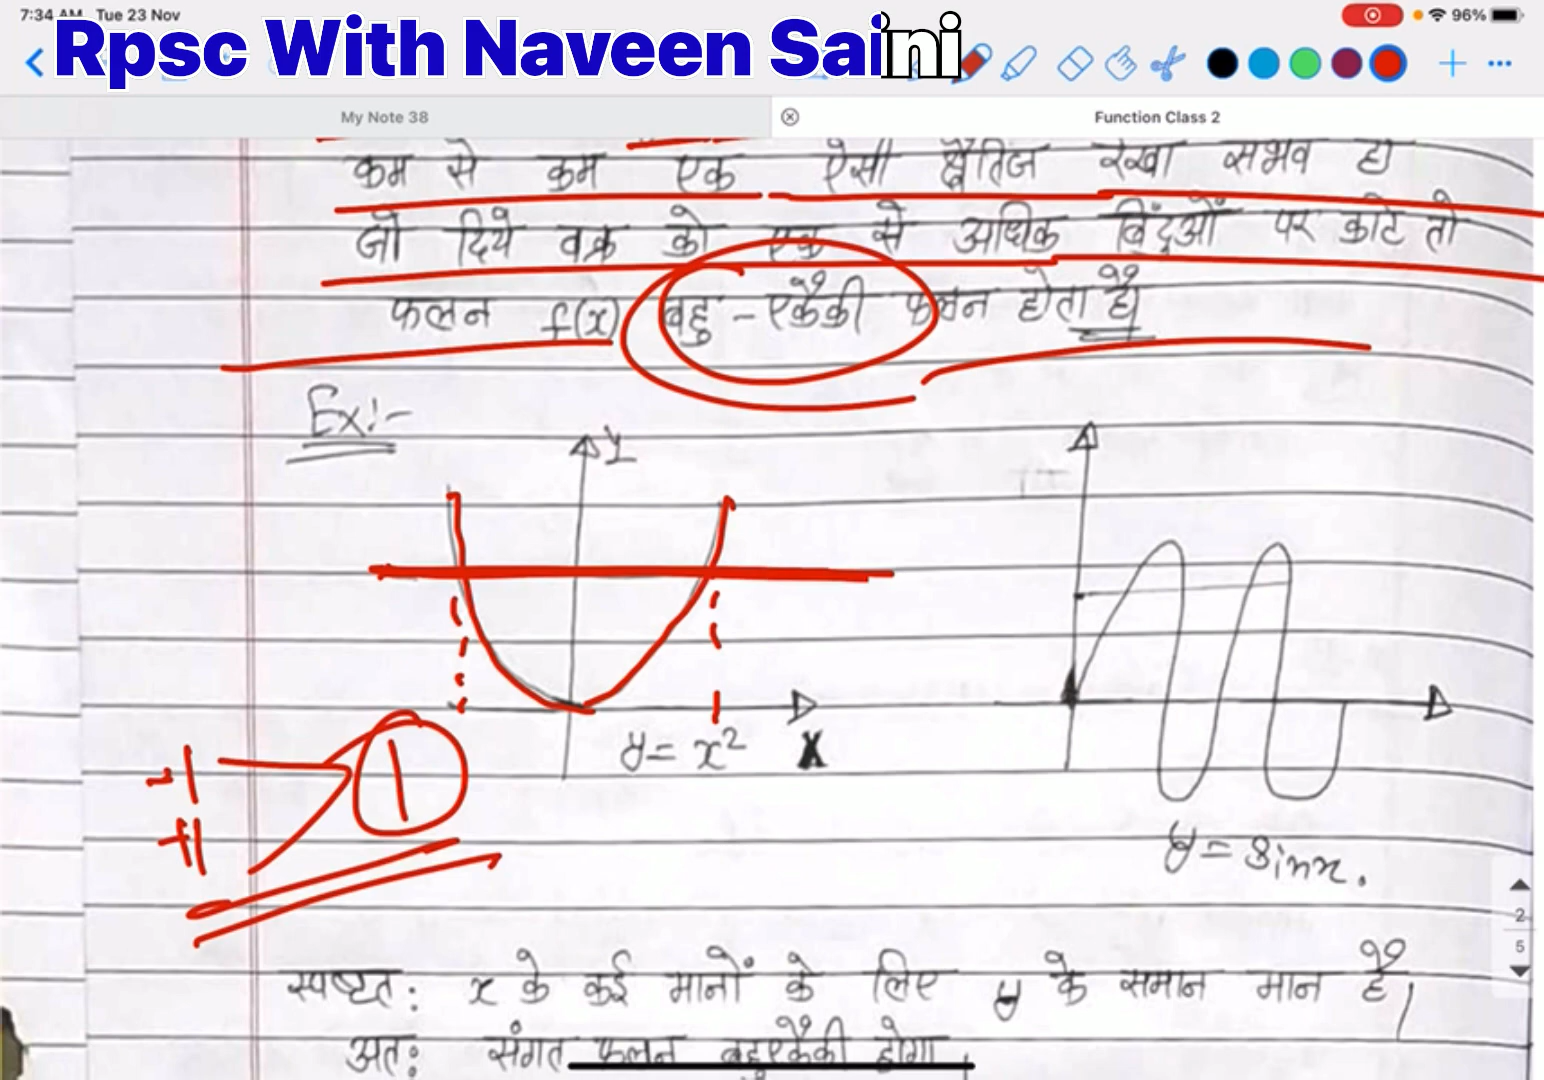 7:34 AM Tue 23 Nov
96%
Rpsc With Naveen Saini
My Note 38
Function Class 2
कम से कम एक ऐसी क्षैतिज रेखा संभव हो
जो दिये वक्र को एक से अधिक बिंदुओं पर काटे तो
फलन f(x) बहु-एकैकी फलन होता है।
Ex:-
y
y = x²
X
-1
+1
1
y = sinx.
2
5
स्पष्टत: x के कई मानों के लिए y के समान मान है।
अत: संगत फलन बहुएकैकी होगा